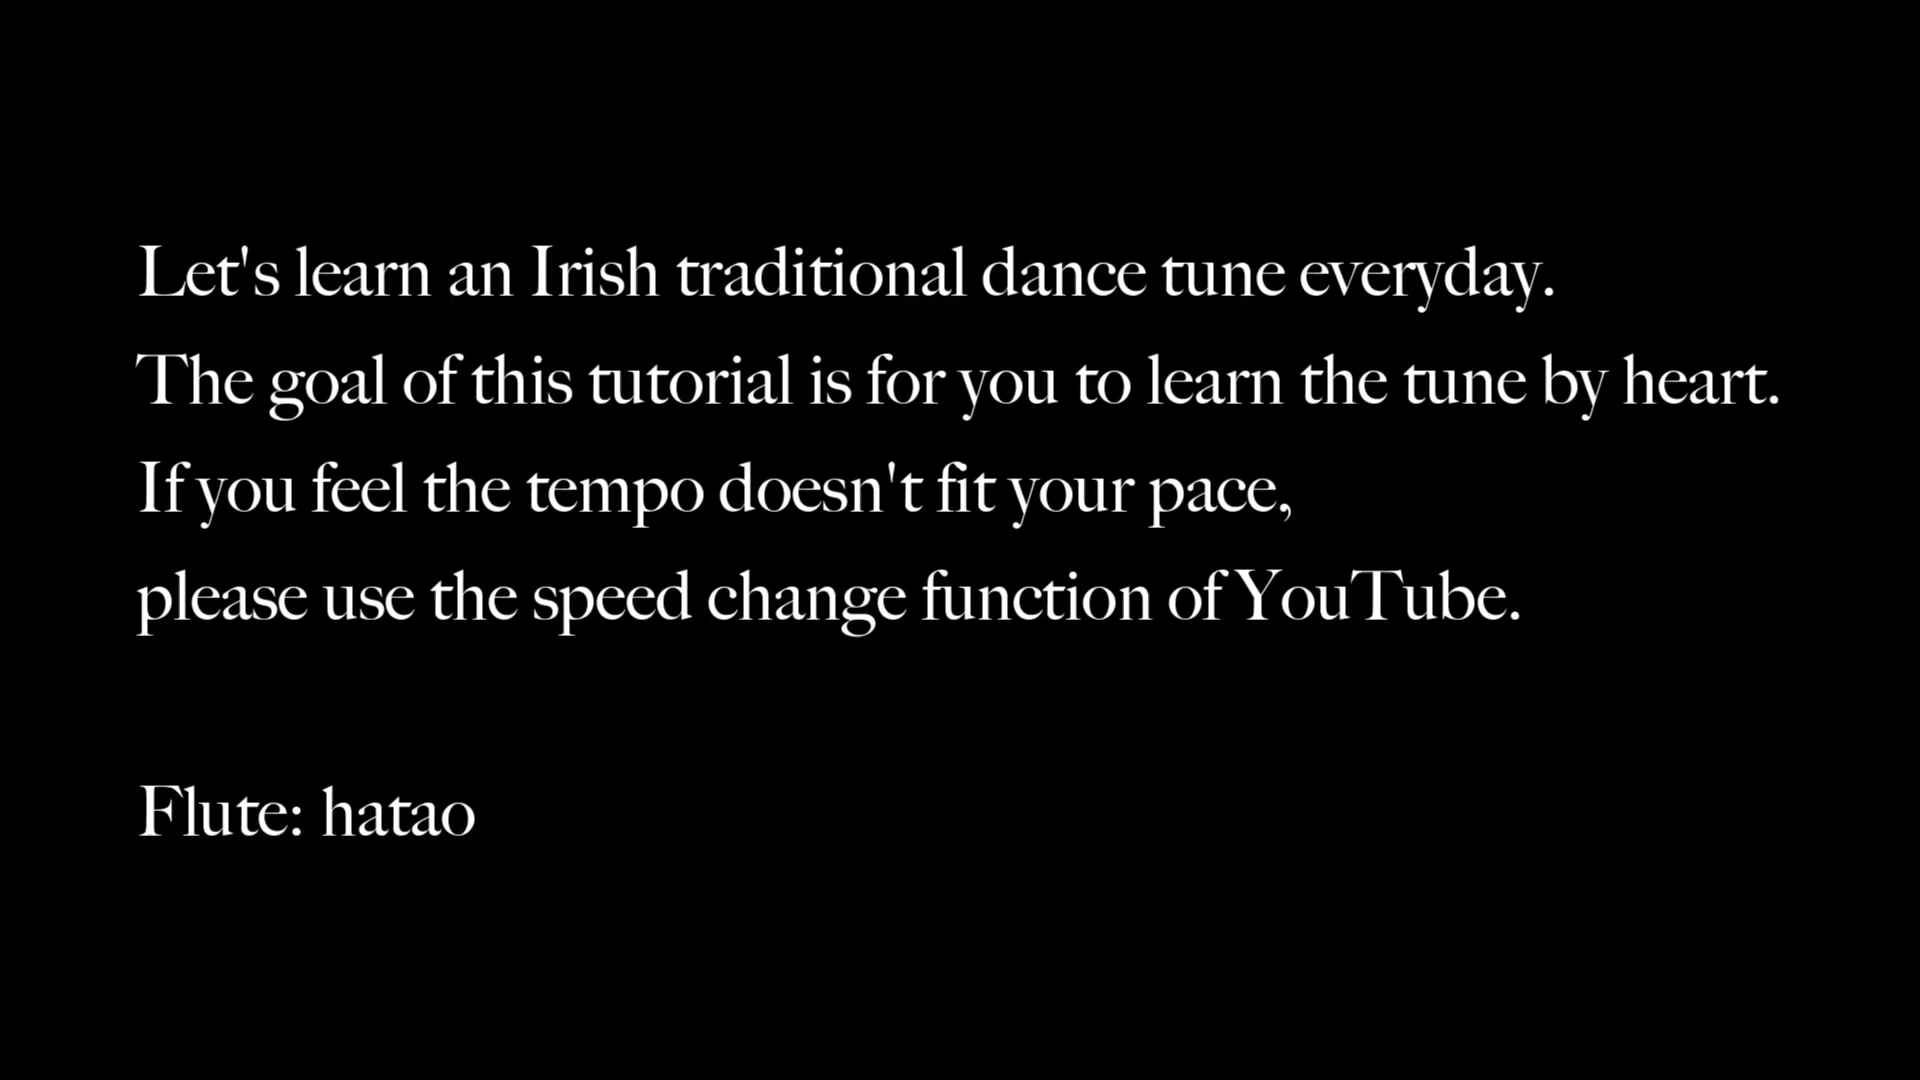 Let's learn an Irish traditional dance tune everyday.
The goal of this tutorial is for you to learn the tune by heart.
If you feel the tempo doesn't fit your pace,
please use the speed change function of YouTube.
Flute: hatao